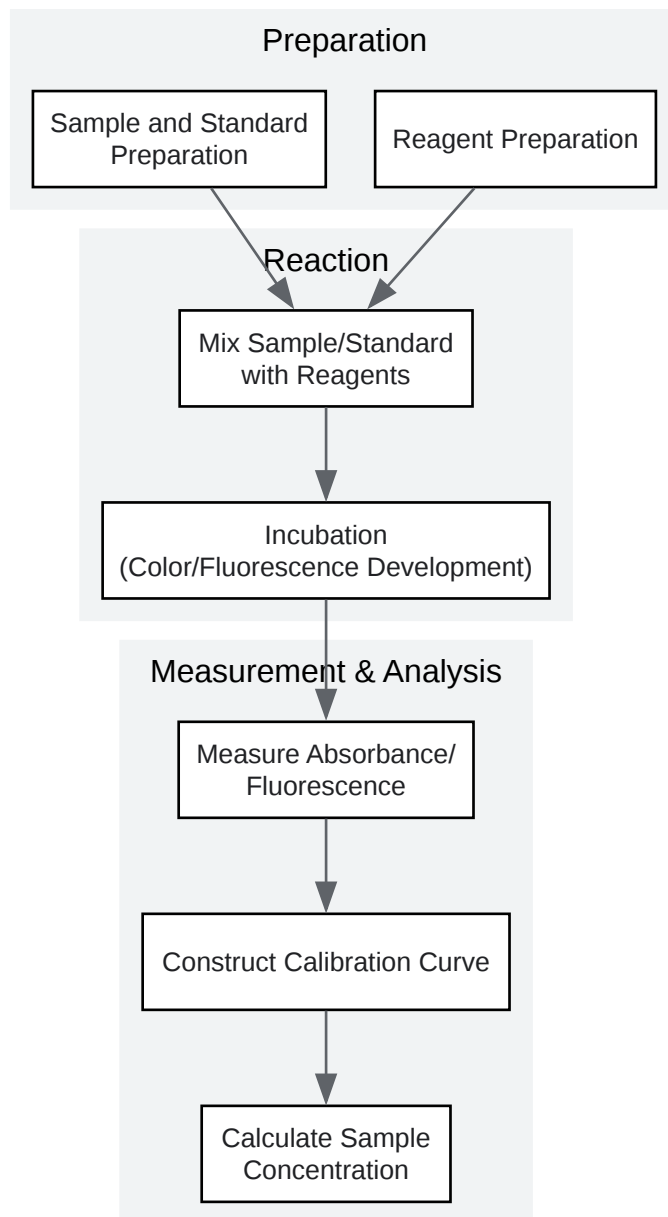 Preparation
Sample and Standard
Preparation
Reagent Preparation
Reaction
Mix Sample/Standard
with Reagents
Incubation
(Color/Fluorescence Development)
Measurement & Analysis
Measure Absorbance/
Fluorescence
Construct Calibration Curve
Calculate Sample
Concentration